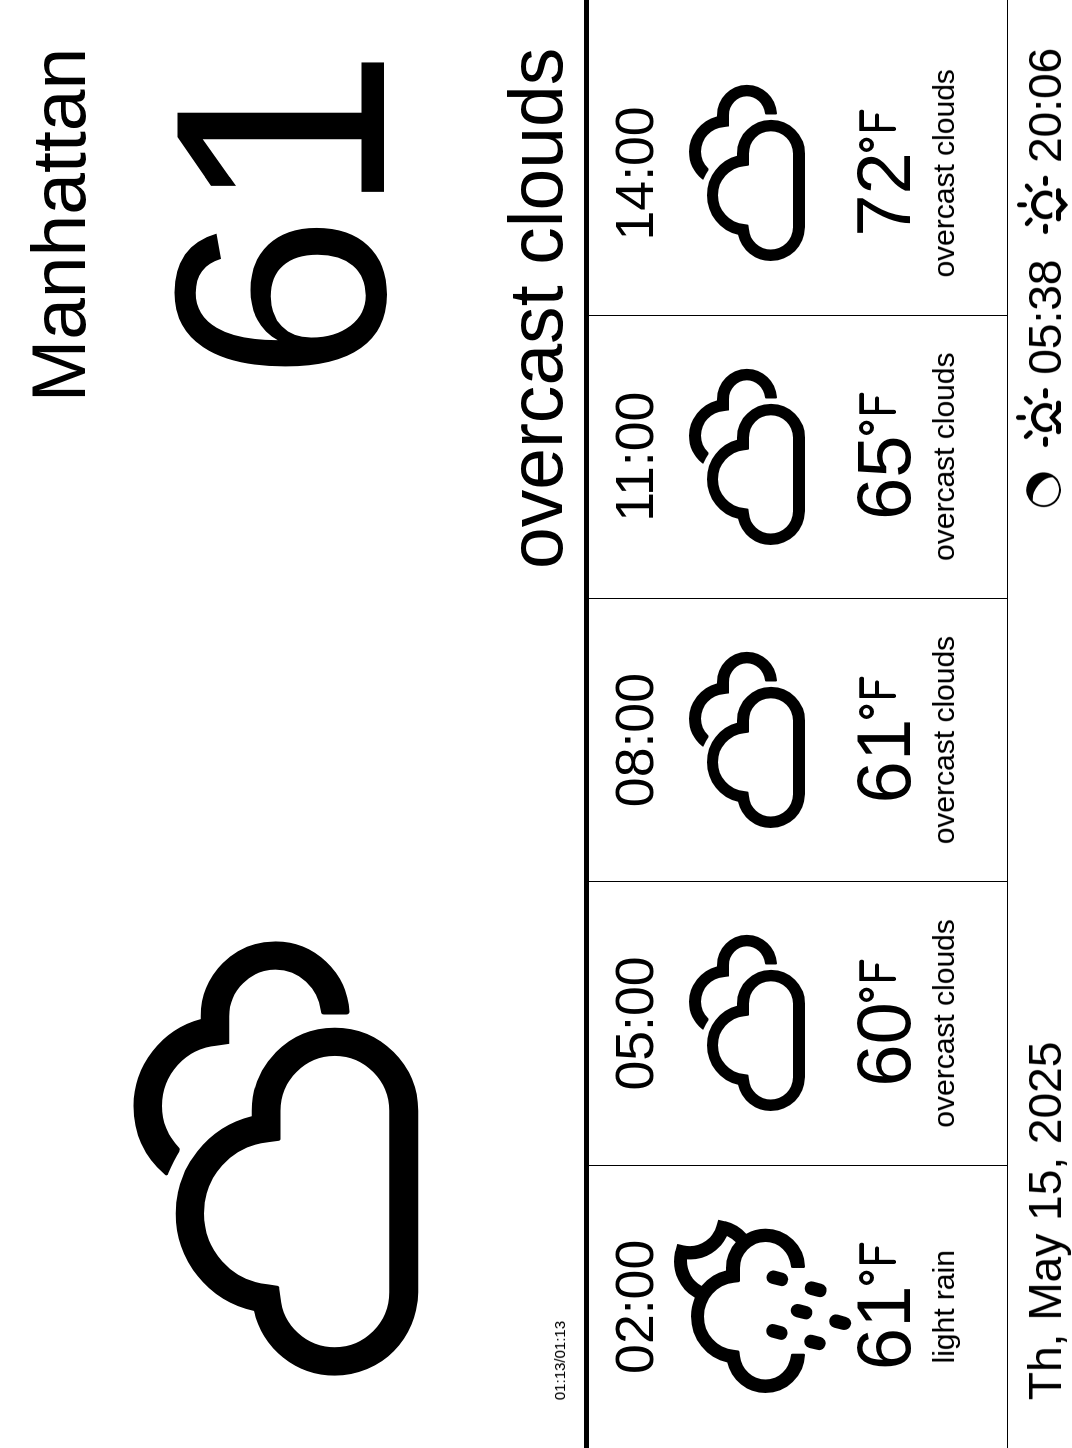 Manhattan
61
overcast clouds
01:13/01:13
02:00 05:00 08:00 11:00 14:00
61°F 60°F 61°F 65°F 72°F
light rain overcast clouds overcast clouds overcast clouds overcast clouds
Th, May 15, 2025 05:38 20:06